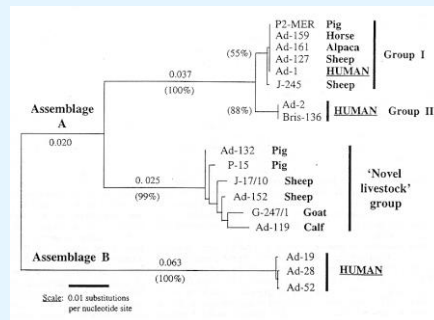 P2-MER Pig
Ad-159 Horse
(55%) Ad-161 Alpaca Group I
Ad-127 Sheep
0.037 Ad-1 HUMAN
(100%) J-245 Sheep
Assemblage
A
(88%) Ad-2
Bris-136 HUMAN Group II
0.020
Ad-132 Pig
P-15 Pig
0.025 J-17/10 Sheep 'Novel
(99%) Ad-152 Sheep livestock'
G-247/1 Goat group
Ad-119 Calf
Assemblage B
0.063 Ad-19
(100%) Ad-28 HUMAN
Ad-52
Scale: 0.01 substitutions
per nucleotide site